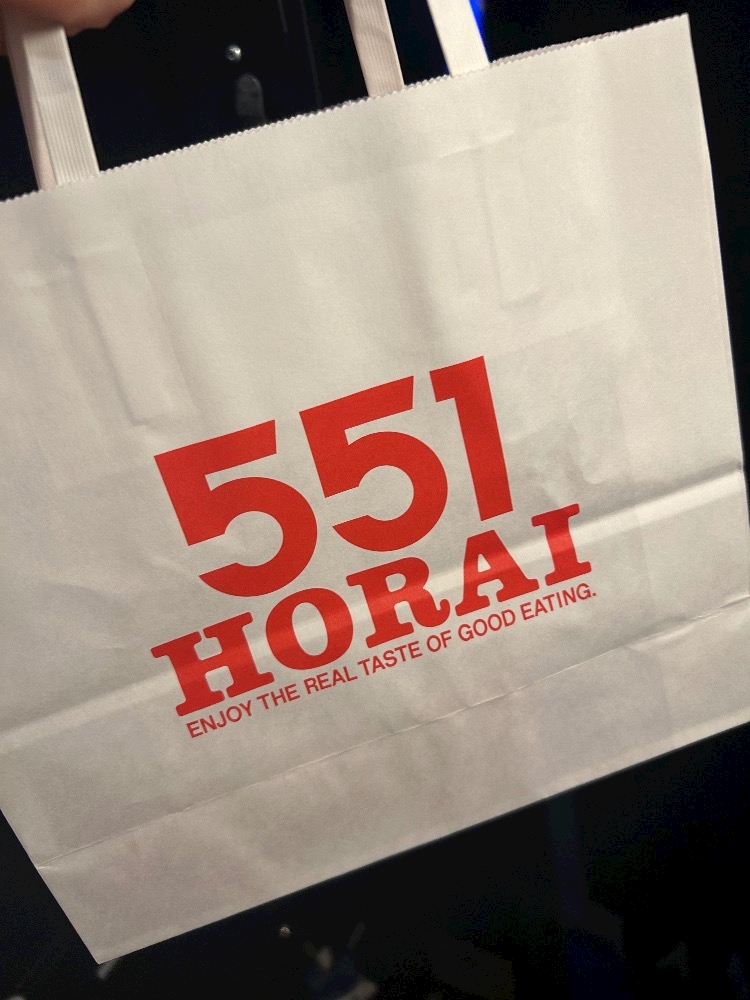 551
HORAI
ENJOY THE REAL TASTE OF GOOD EATING.